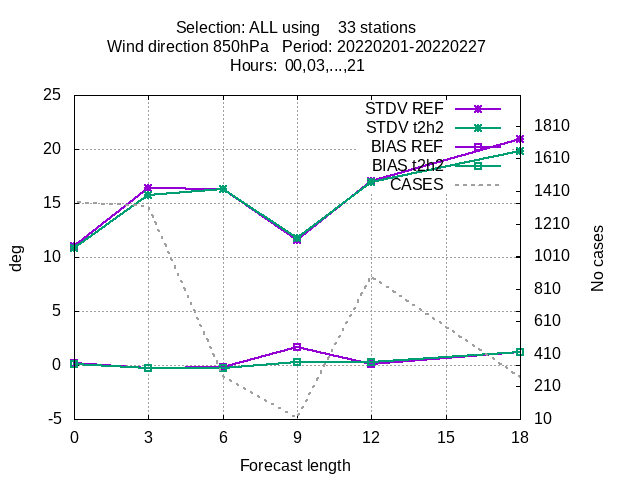 Selection: ALL using    33 stations
Wind direction 850hPa   Period: 20220201-20220227
Hours:  00,03,...,21
STDV REF
STDV t2h2
BIAS REF
BIAS t2h2
CASES
25
20
15
10
5
0
-5
deg
1810
1610
1410
1210
1010
810
610
410
210
10
No cases
0 3 6 9 12 15 18
Forecast length